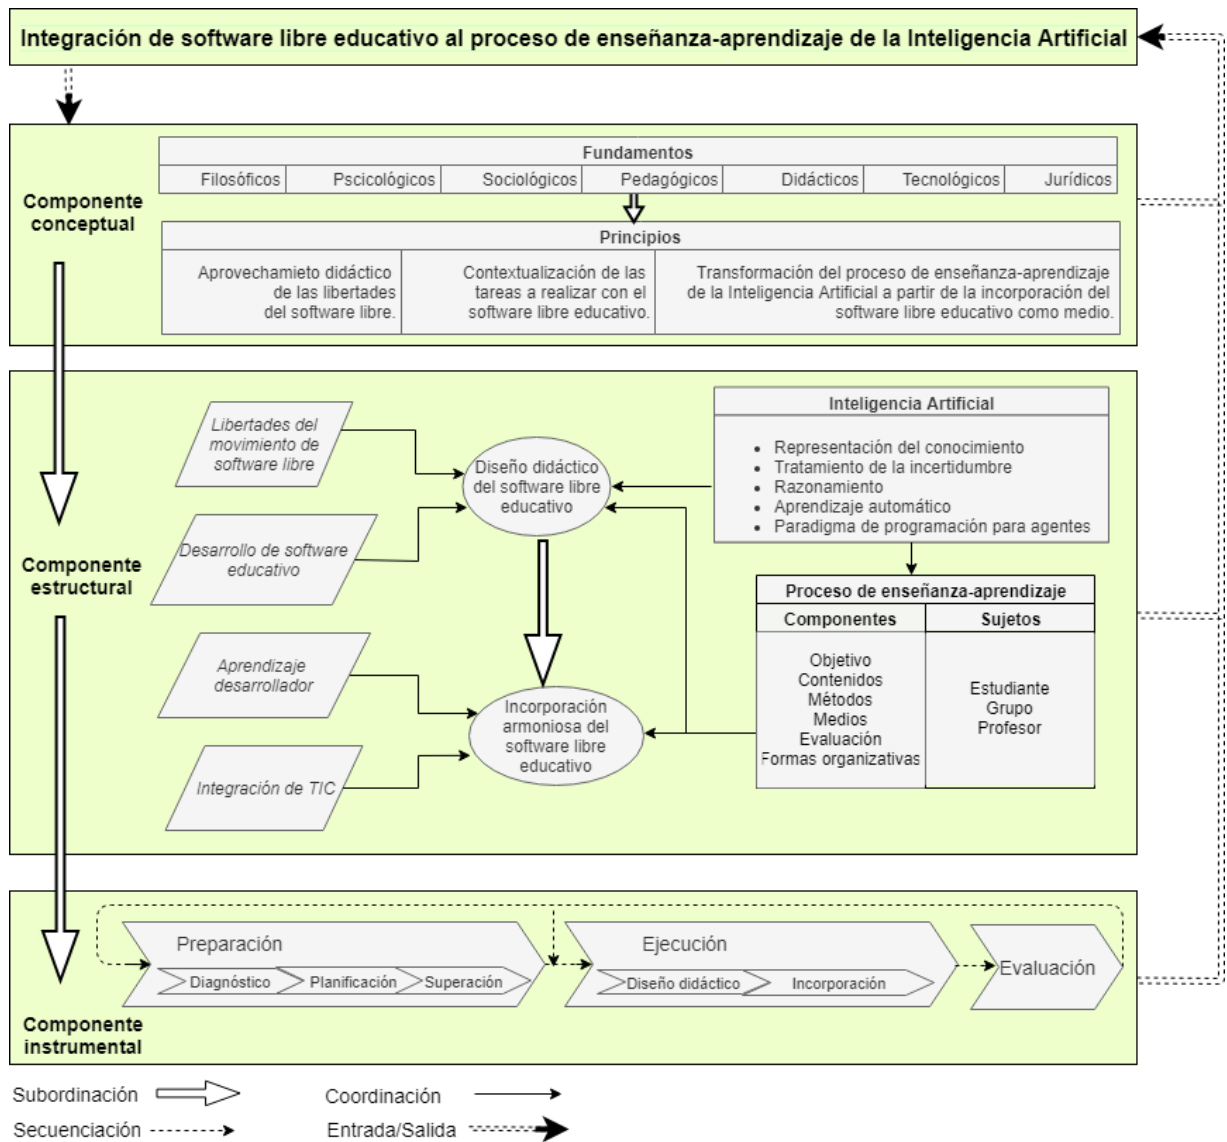 Integración de software libre educativo al proceso de enseñanza-aprendizaje de la Inteligencia Artificial
Componente
conceptual
Fundamentos
Filosóficos Pscicológicos Sociológicos Pedagógicos Didácticos Tecnológicos Jurídicos
Principios
Aprovechamieto didáctico
de las libertades
del software libre.
Contextualización de las
tareas a realizar con el
software libre educativo.
Transformación del proceso de enseñanza-aprendizaje
de la Inteligencia Artificial a partir de la incorporación del
software libre educativo como medio.
Componente
estructural
Libertades del
movimiento de
software libre
Desarrollo de software
educativo
Aprendizaje
desarrollador
Integración de TIC
Diseño didáctico
del software libre
educativo
Incorporación
armoniosa del
software libre
educativo
Inteligencia Artificial
• Representación del conocimiento
• Tratamiento de la incertidumbre
• Razonamiento
• Aprendizaje automático
• Paradigma de programación para agentes
Proceso de enseñanza-aprendizaje
Componentes Sujetos
Objetivo
Contenidos
Métodos
Medios
Evaluación
Formas organizativas
Estudiante
Grupo
Profesor
Componente
instrumental
Preparación
Diagnóstico Planificación Superación
Ejecución
Diseño didáctico Incorporación
Evaluación
Subordinación
Coordinación
Secuenciación
Entrada/Salida